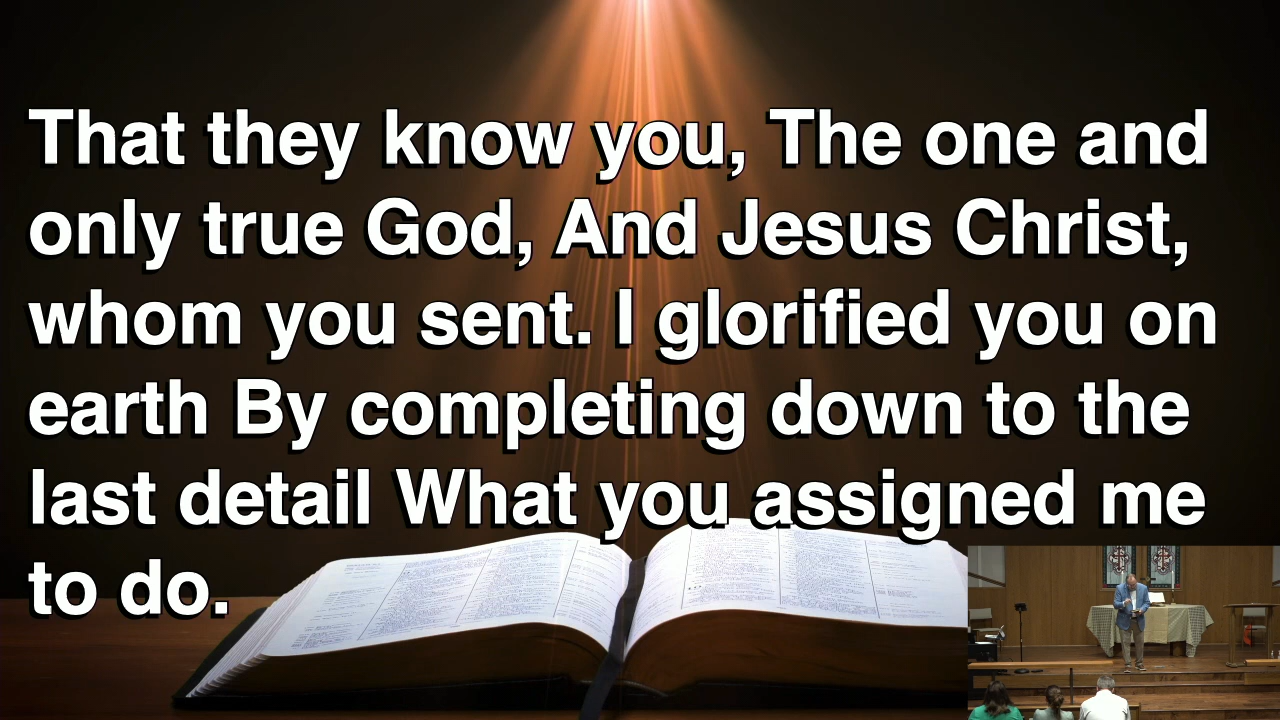 That they know you, The one and
only true God, And Jesus Christ,
whom you sent. I glorified you on
earth By completing down to the
last detail What you assigned me
to do.